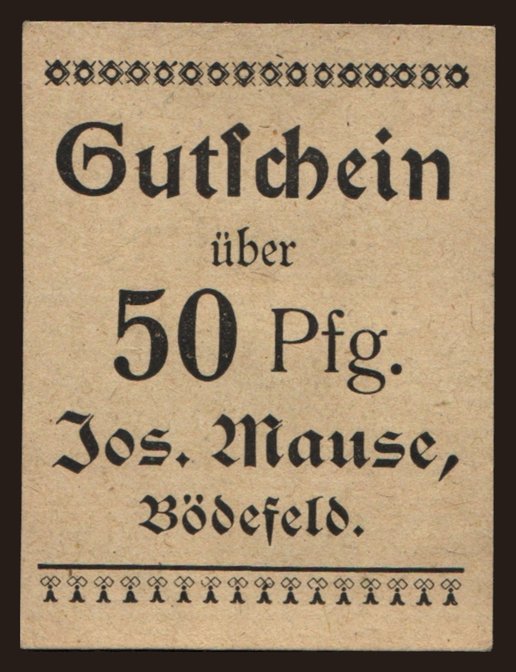 Gutſchein
über
50 Pfg.
Jos. Mause,
Bödefeld.